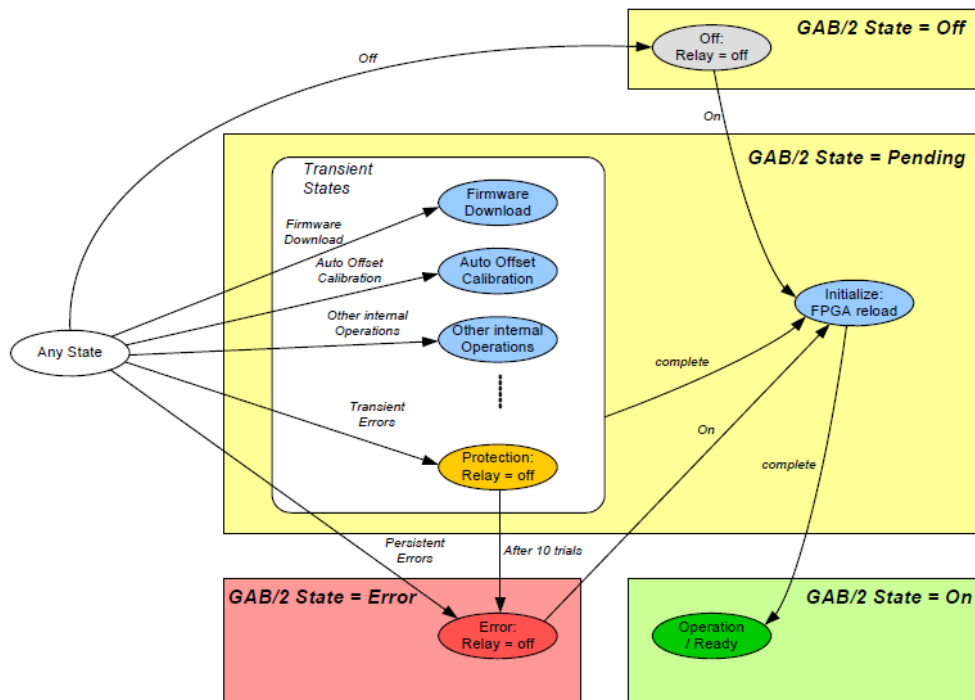 GAB/2 State = Off
Off:
Relay = off
Off
On
GAB/2 State = Pending
Transient
States
Firmware
Download
Firmware
Download
Auto Offset
Calibration
Auto Offset
Calibration
Other internal
Operations
Other internal
Operations
Initialize:
FPGA reload
Any State
complete
Transient
Errors
On
Protection:
Relay = off
complete
Persistent
Errors
After 10 trials
GAB/2 State = Error
Error:
Relay = off
GAB/2 State = On
Operation
/ Ready